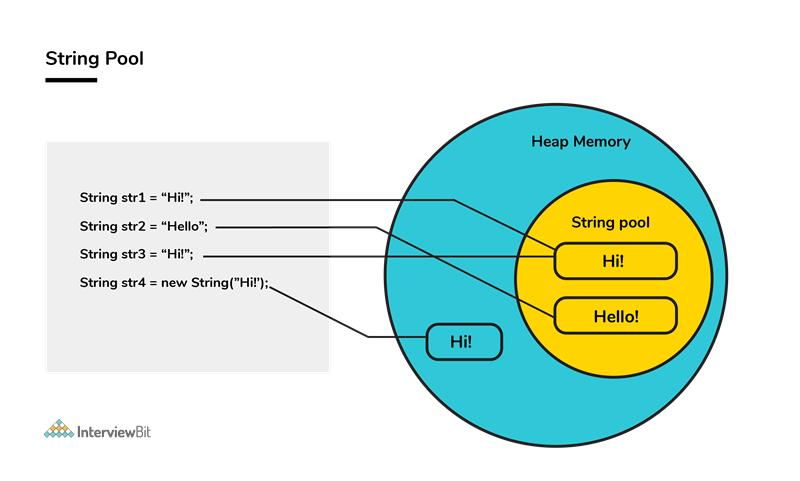 String Pool
String str1 = “Hi!”;
String str2 = “Hello”;
String str3 = “Hi!”;
String str4 = new String(”Hi!');
Heap Memory
String pool
Hi!
Hello!
Hi!
InterviewBit